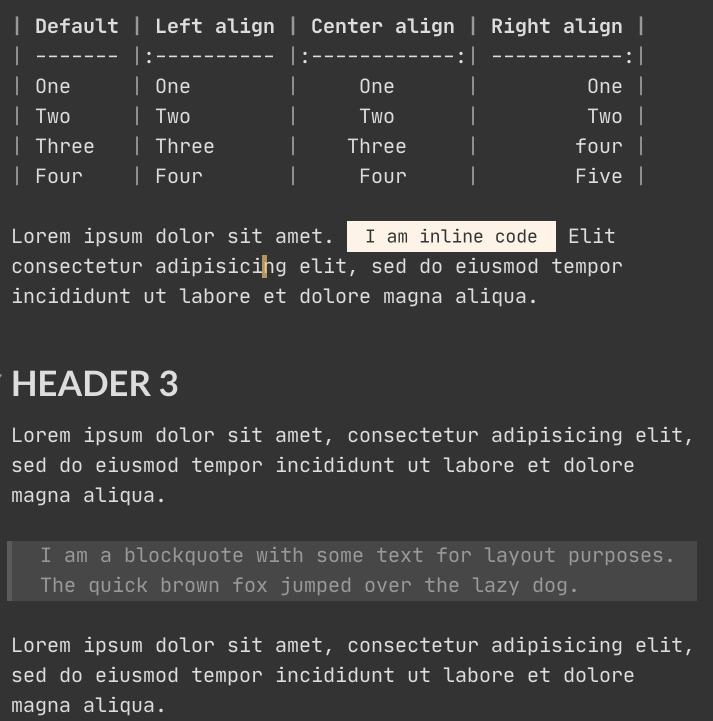 | Default | Left align | Center align | Right align |
| ------- |:---------- |:------------:| -----------:|
| One     | One        |     One      |         One |
| Two     | Two        |     Two      |         Two |
| Three   | Three      |    Three     |        four |
| Four    | Four       |     Four     |        Five |
Lorem ipsum dolor sit amet. I am inline code Elit
consectetur adipisicing elit, sed do eiusmod tempor
incididunt ut labore et dolore magna aliqua.
HEADER 3
Lorem ipsum dolor sit amet, consectetur adipisicing elit,
sed do eiusmod tempor incididunt ut labore et dolore
magna aliqua.
I am a blockquote with some text for layout purposes.
The quick brown fox jumped over the lazy dog.
Lorem ipsum dolor sit amet, consectetur adipisicing elit,
sed do eiusmod tempor incididunt ut labore et dolore
magna aliqua.